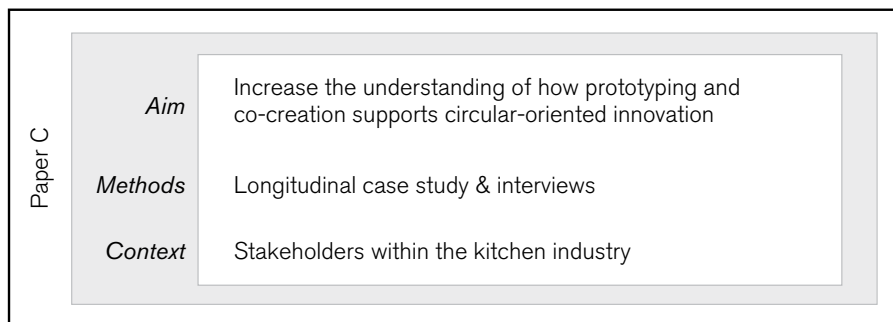 Paper C
Aim
Increase the understanding of how prototyping and
co-creation supports circular-oriented innovation
Methods
Longitudinal case study & interviews
Context
Stakeholders within the kitchen industry